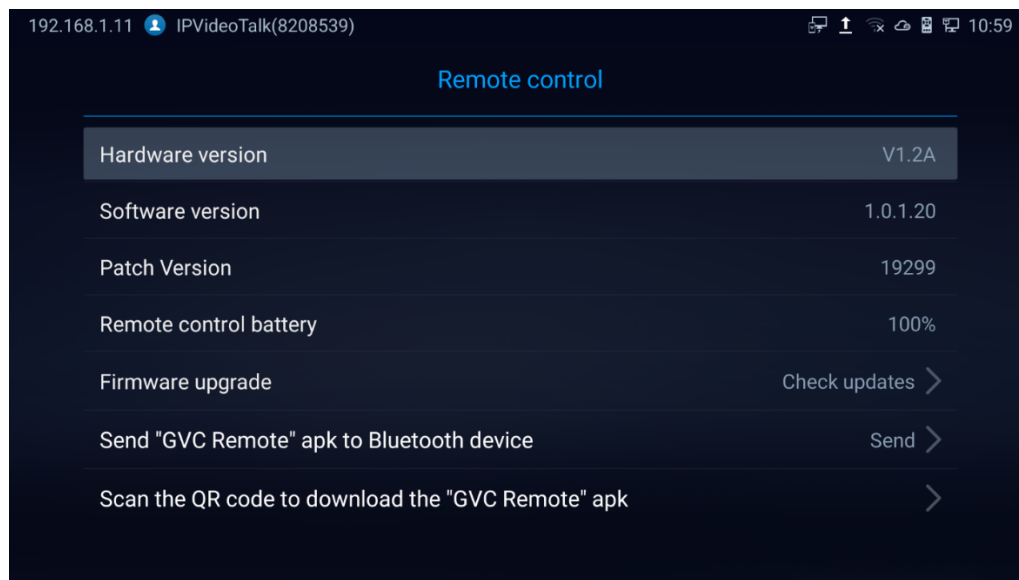 192.168.1.11 IPVideoTalk(8208539) 10:59
Remote control
Hardware version V1.2A
Software version 1.0.1.20
Patch Version 19299
Remote control battery 100%
Firmware upgrade Check updates
Send "GVC Remote" apk to Bluetooth device Send
Scan the QR code to download the "GVC Remote" apk